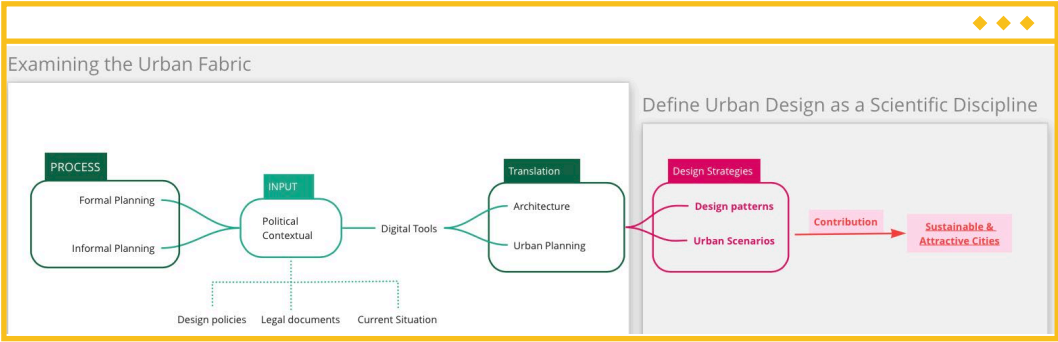 Examining the Urban Fabric
Define Urban Design as a Scientific Discipline
PROCESS
Formal Planning
Informal Planning
INPUT
Political
Contextual
Design policies
Legal documents
Current Situation
Digital Tools
Translation
Architecture
Urban Planning
Design Strategies
Design patterns
Urban Scenarios
Contribution
Sustainable &
Attractive Cities